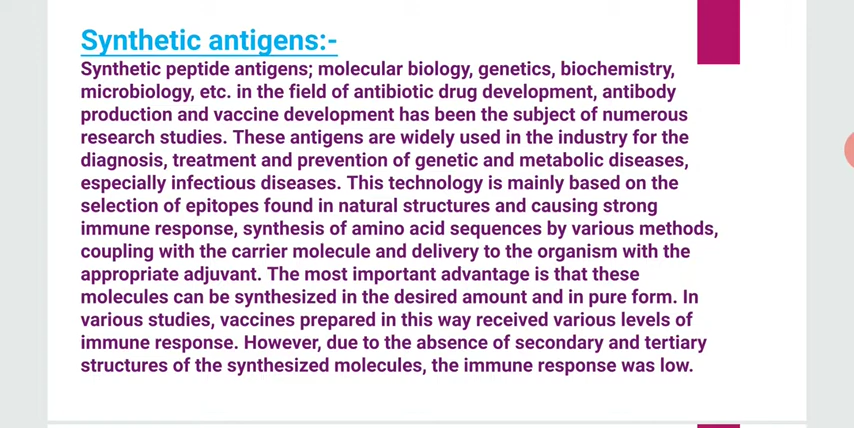 Synthetic antigens:-
Synthetic peptide antigens; molecular biology, genetics, biochemistry,
microbiology, etc. in the field of antibiotic drug development, antibody
production and vaccine development has been the subject of numerous
research studies. These antigens are widely used in the industry for the
diagnosis, treatment and prevention of genetic and metabolic diseases,
especially infectious diseases. This technology is mainly based on the
selection of epitopes found in natural structures and causing strong
immune response, synthesis of amino acid sequences by various methods,
coupling with the carrier molecule and delivery to the organism with the
appropriate adjuvant. The most important advantage is that these
molecules can be synthesized in the desired amount and in pure form. In
various studies, vaccines prepared in this way received various levels of
immune response. However, due to the absence of secondary and tertiary
structures of the synthesized molecules, the immune response was low.